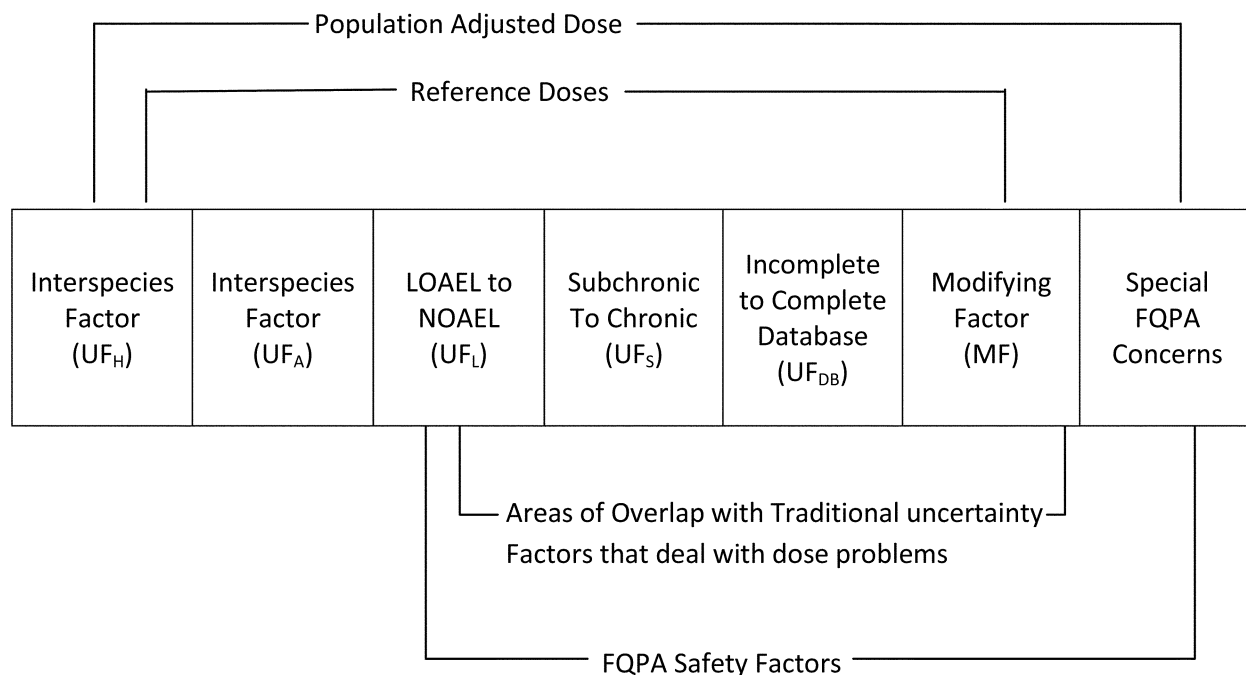 Population Adjusted Dose
Reference Doses
Interspecies
Factor
(UFH)
Interspecies
Factor
(UFA)
LOAEL to
NOAEL
(UFL)
Subchronic
To Chronic
(UFS)
Incomplete
to Complete
Database
(UFDB)
Modifying
Factor
(MF)
Special
FQPA
Concerns
Areas of Overlap with Traditional uncertainty
Factors that deal with dose problems
FQPA Safety Factors